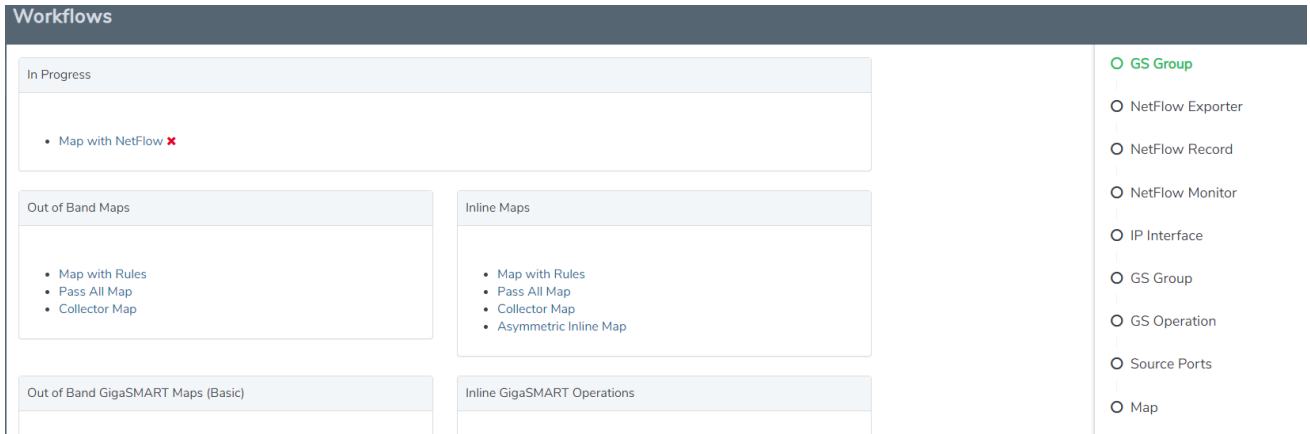 Workflows
In Progress
Map with NetFlow
Out of Band Maps
Map with Rules
Pass All Map
Collector Map
Inline Maps
Map with Rules
Pass All Map
Collector Map
Asymmetric Inline Map
Out of Band GigaSMART Maps (Basic)
Inline GigaSMART Operations
GS Group
NetFlow Exporter
NetFlow Record
NetFlow Monitor
IP Interface
GS Group
GS Operation
Source Ports
Map